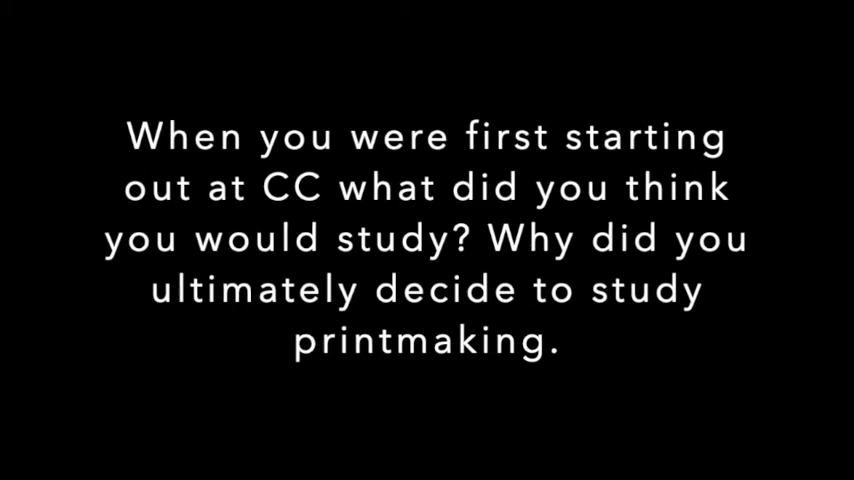 When you were first starting
out at CC what did you think
you would study? Why did you
ultimately decide to study
printmaking.